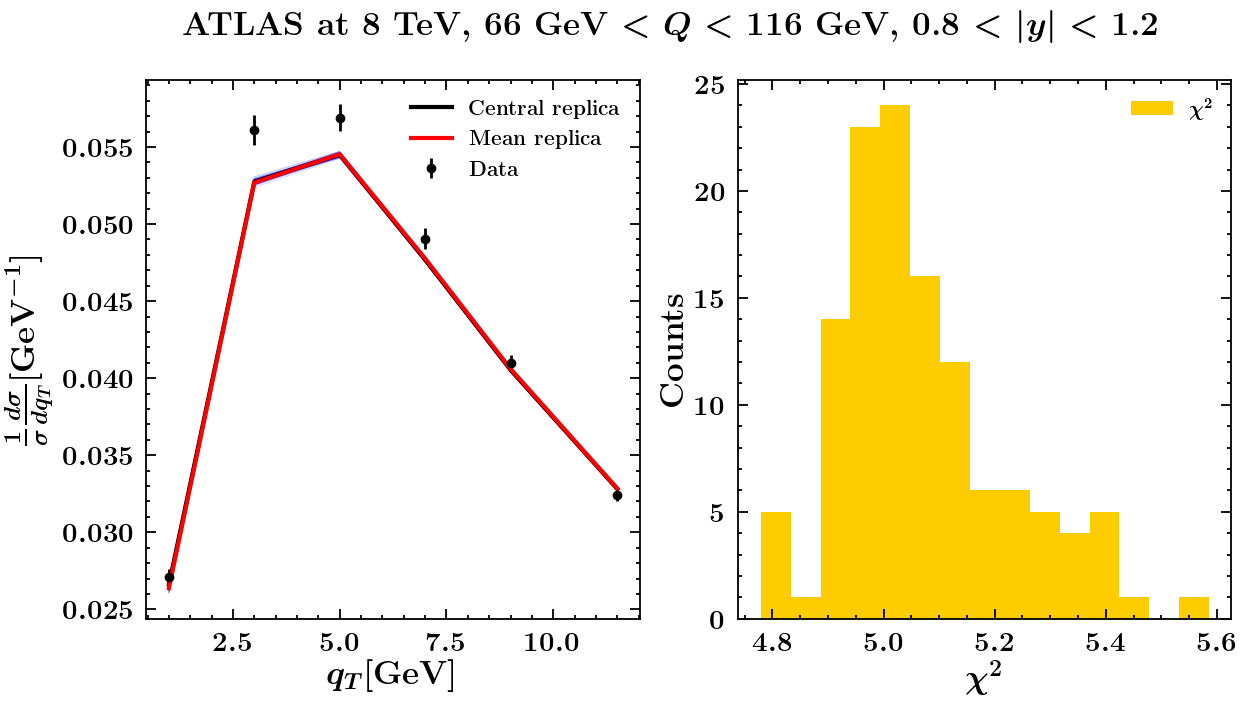 ATLAS at 8 TeV, 66 GeV < Q < 116 GeV, 0.8 < |y| < 1.2
Central replica
Mean replica
Data
0.055
0.050
0.045
0.040
0.035
0.030
0.025
1/σ dσ/dq_T [GeV⁻¹]
2.5 5.0 7.5 10.0
q_T[GeV]
χ²
25
20
15
10
5
0
Counts
4.8 5.0 5.2 5.4 5.6
χ²